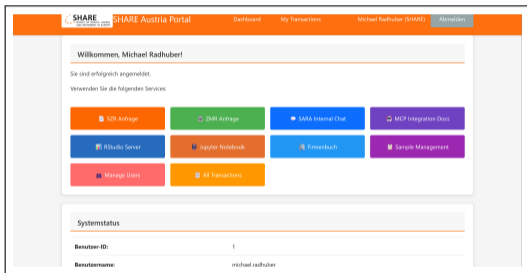 SHARE
SHARE Austria Portal
Dashboard
My Transactions
Michael Radhuber (SHARE)
Abmelden
Willkommen, Michael Radhuber!
Sie sind erfolgreich angemeldet.
Verwenden Sie die folgenden Services:
SZR Anfrage
ZMR Anfrage
SARA Internal Chat
MCP Integration Docs
RStudio Server
Jupyter Notebook
Firmenbuch
Sample Management
Manage Users
All Transactions
Systemstatus
Benutzer-ID:
1
Benutzername:
michael.radhuber